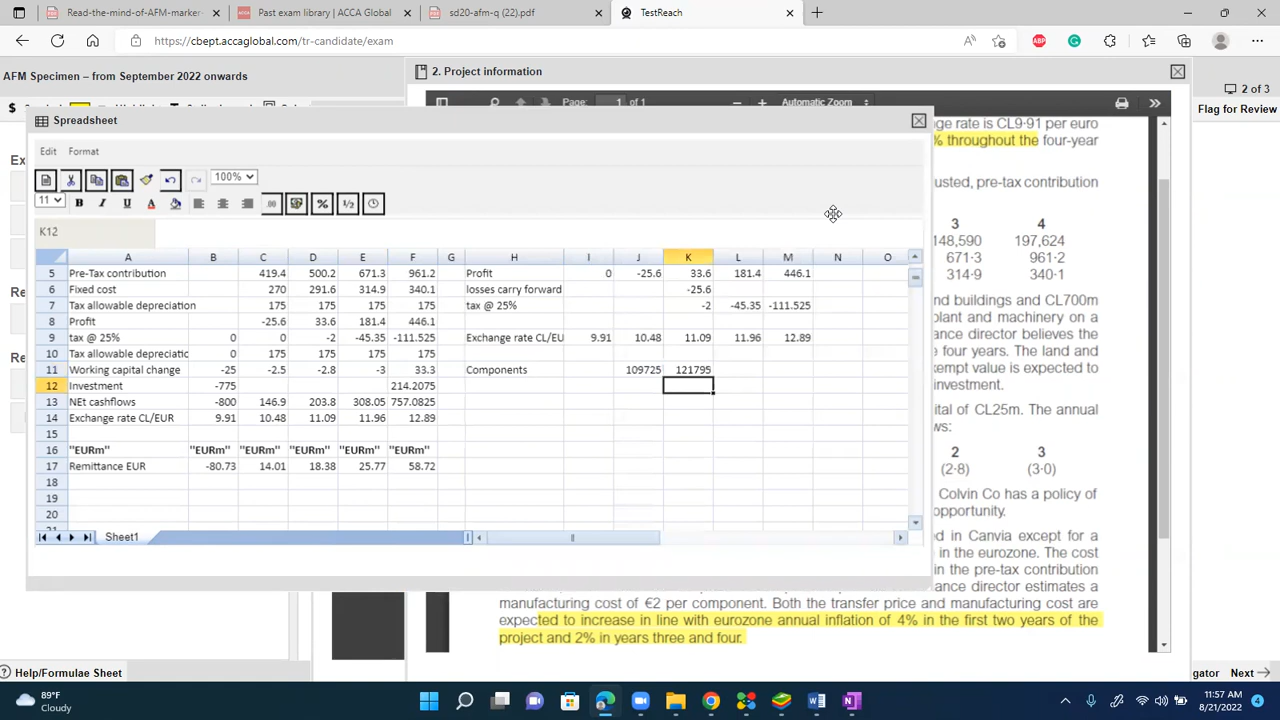 Read-the-mind-of-AFM-marker- Past exam library | ACCA Global sd20-afm-q (22).pdf TestReach
https://cbept.accaglobal.com/tr-candidate/exam
AFM Specimen – from September 2022 onwards 2. Project information 2 of 3
Page: 1 of 1 Automatic Zoom Flag for Review
Spreadsheet
Edit Format
100%
11 B I U A .00 % 1/2
K12
A B C D E F G H I J K L M N O
5 Pre-Tax contribution 419.4 500.2 671.3 961.2 Profit 0 -25.6 33.6 181.4 446.1
6 Fixed cost 270 291.6 314.9 340.1 losses carry forward -25.6
7 Tax allowable depreciation 175 175 175 175 tax @ 25% -2 -45.35 -111.525
8 Profit -25.6 33.6 181.4 446.1
9 tax @ 25% 0 0 -2 -45.35 -111.525 Exchange rate CL/EU 9.91 10.48 11.09 11.96 12.89
10 Tax allowable depreciatic 0 175 175 175 175
11 Working capital change -25 -2.5 -2.8 -3 33.3 Components 109725 121795
12 Investment -775 214.2075
13 NEt cashflows -800 146.9 203.8 308.05 757.0825
14 Exchange rate CL/EUR 9.91 10.48 11.09 11.96 12.89
15
16 "EURm" "EURm" "EURm" "EURm" "EURm" "EURm"
17 Remittance EUR -80.73 14.01 18.38 25.77 58.72
18
19
20
Sheet1
ge rate is CL9·91 per euro
% throughout the four-year
usted, pre-tax contribution
3 4
148,590 197,624
671·3 961·2
314·9 340·1
nd buildings and CL700m
plant and machinery on a
ance director believes the
four years. The land and
empt value is expected to
investment.
ital of CL25m. The annual
ws:
2 3
(2·8) (3·0)
Colvin Co has a policy of
opportunity.
ed in Canvia except for a
in the eurozone. The cost
in the pre-tax contribution
ance director estimates a
manufacturing cost of €2 per component. Both the transfer price and manufacturing cost are
expected to increase in line with eurozone annual inflation of 4% in the first two years of the
project and 2% in years three and four.
Help/Formulae Sheet gator Next
89°F
Cloudy
11:57 AM
8/21/2022